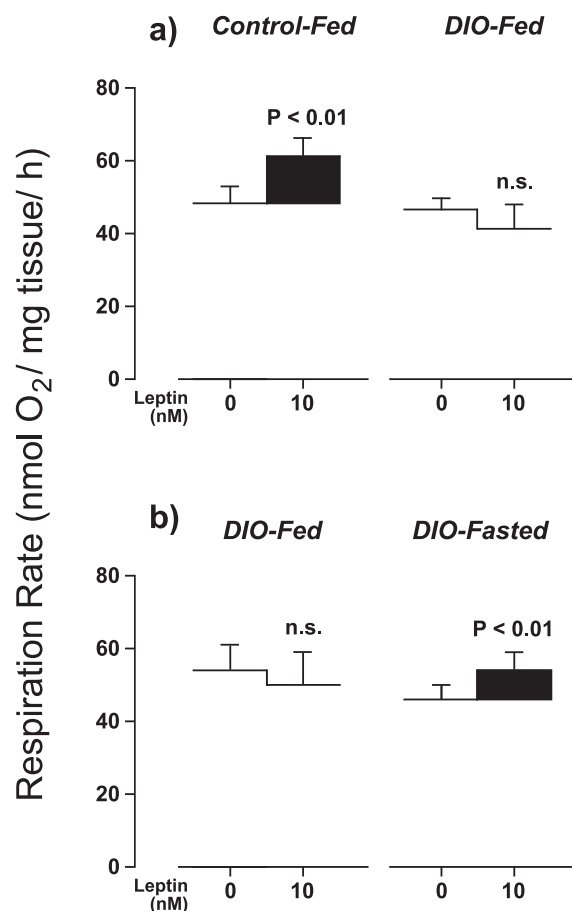 a)
Control-Fed
DIO-Fed
Respiration Rate (nmol O₂/ mg tissue/ h)
80
60
40
20
0
P < 0.01
n.s.
Leptin
(nM)
0
10
0
10
b)
DIO-Fed
DIO-Fasted
80
60
40
20
0
n.s.
P < 0.01
Leptin
(nM)
0
10
0
10